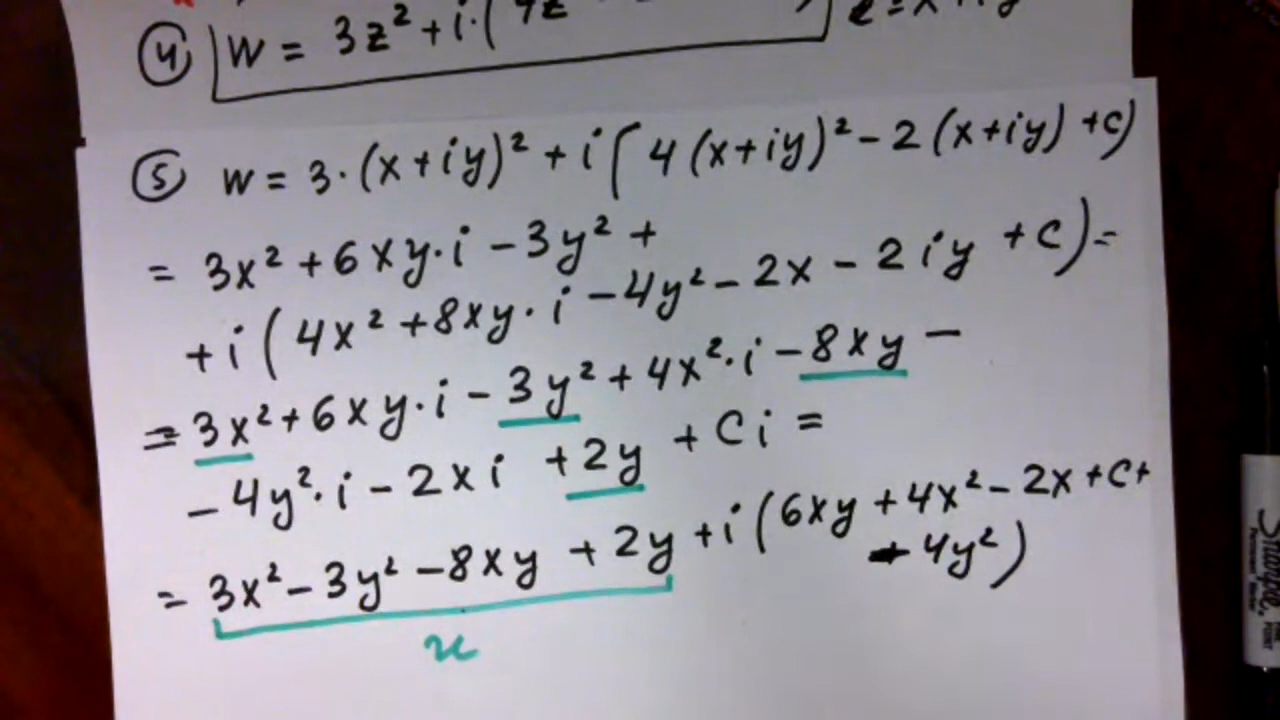 ④ W = 3z² + i·(4z
⑤ w = 3·(x+iy)² + i(4(x+iy)² - 2(x+iy) + c)
= 3x² + 6xy·i - 3y² +
+ i(4x² + 8xy·i - 4y² - 2x - 2iy + c) =
= 3x² + 6xy·i - 3y² + 4x²·i - 8xy -
- 4y²·i - 2xi + 2y + Ci =
= 3x² - 3y² - 8xy + 2y + i(6xy + 4x² - 2x + C +
- 4y²)
u